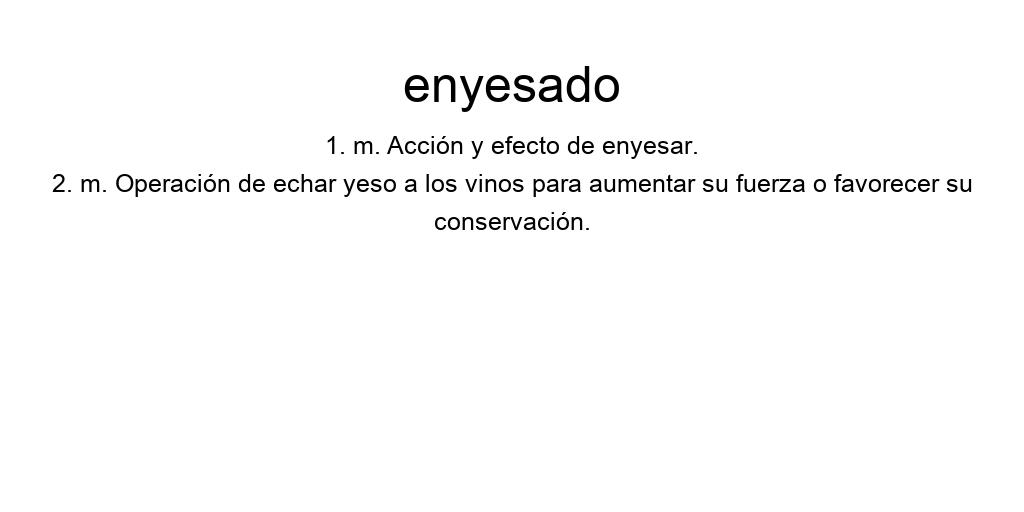 enyesado
1. m. Acción y efecto de enyesar.
2. m. Operación de echar yeso a los vinos para aumentar su fuerza o favorecer su
conservación.